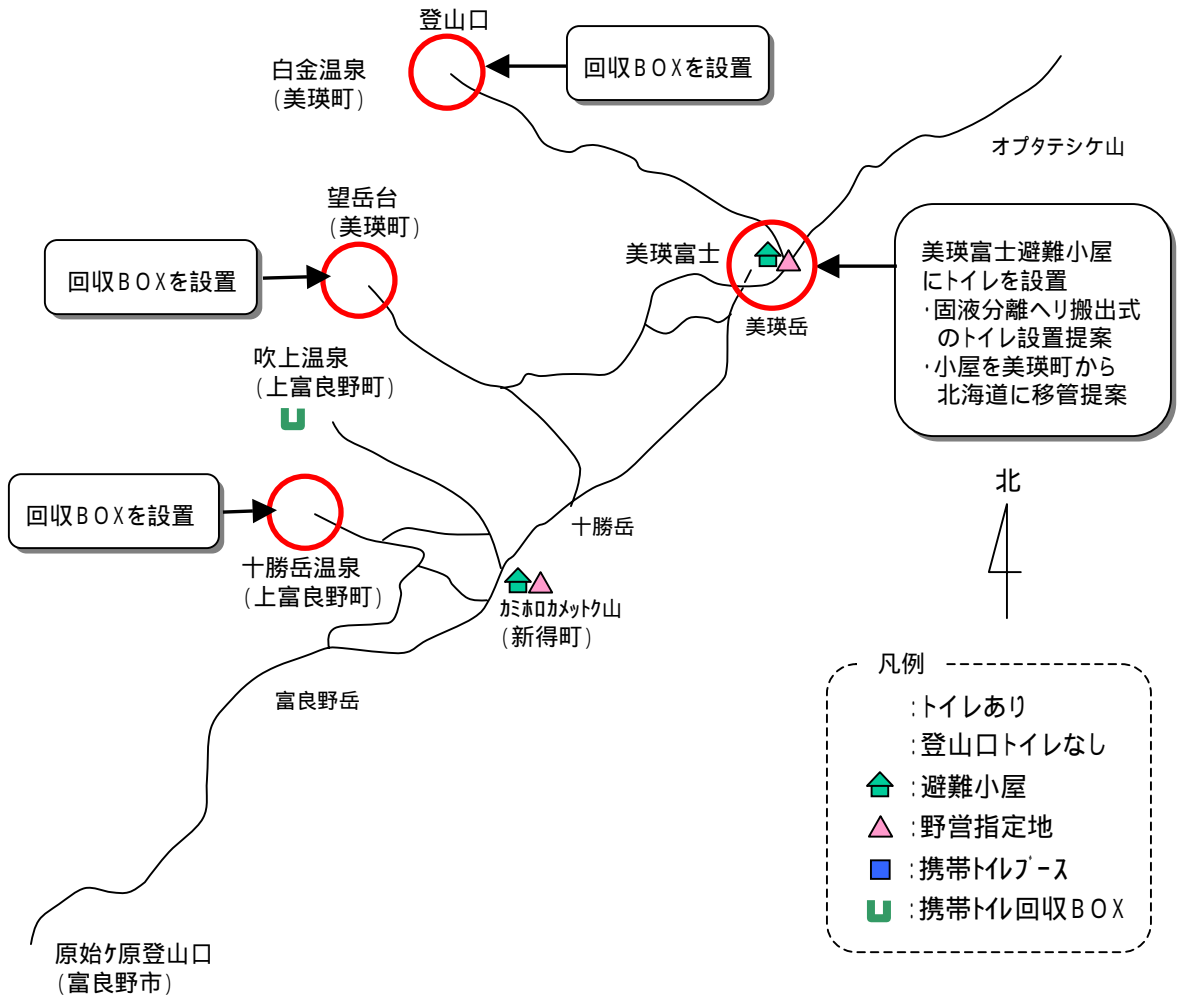 登山口
回収BOXを設置
白金温泉
(美瑛町)
オプタテシケ山
望岳台
(美瑛町)
回収BOXを設置
美瑛富士
美瑛富士避難小屋
にトイレを設置
・固液分離ヘリ搬出式
のトイレ設置提案
・小屋を美瑛町から
北海道に移管提案
美瑛岳
吹上温泉
(上富良野町)
回収BOXを設置
北
十勝岳
十勝岳温泉
(上富良野町)
カミホロカメットク山
(新得町)
富良野岳
凡例
:トイレあり
:登山口トイレなし
:避難小屋
:野営指定地
:携帯トイレブース
:携帯トイレ回収BOX
原始ケ原登山口
(富良野市)